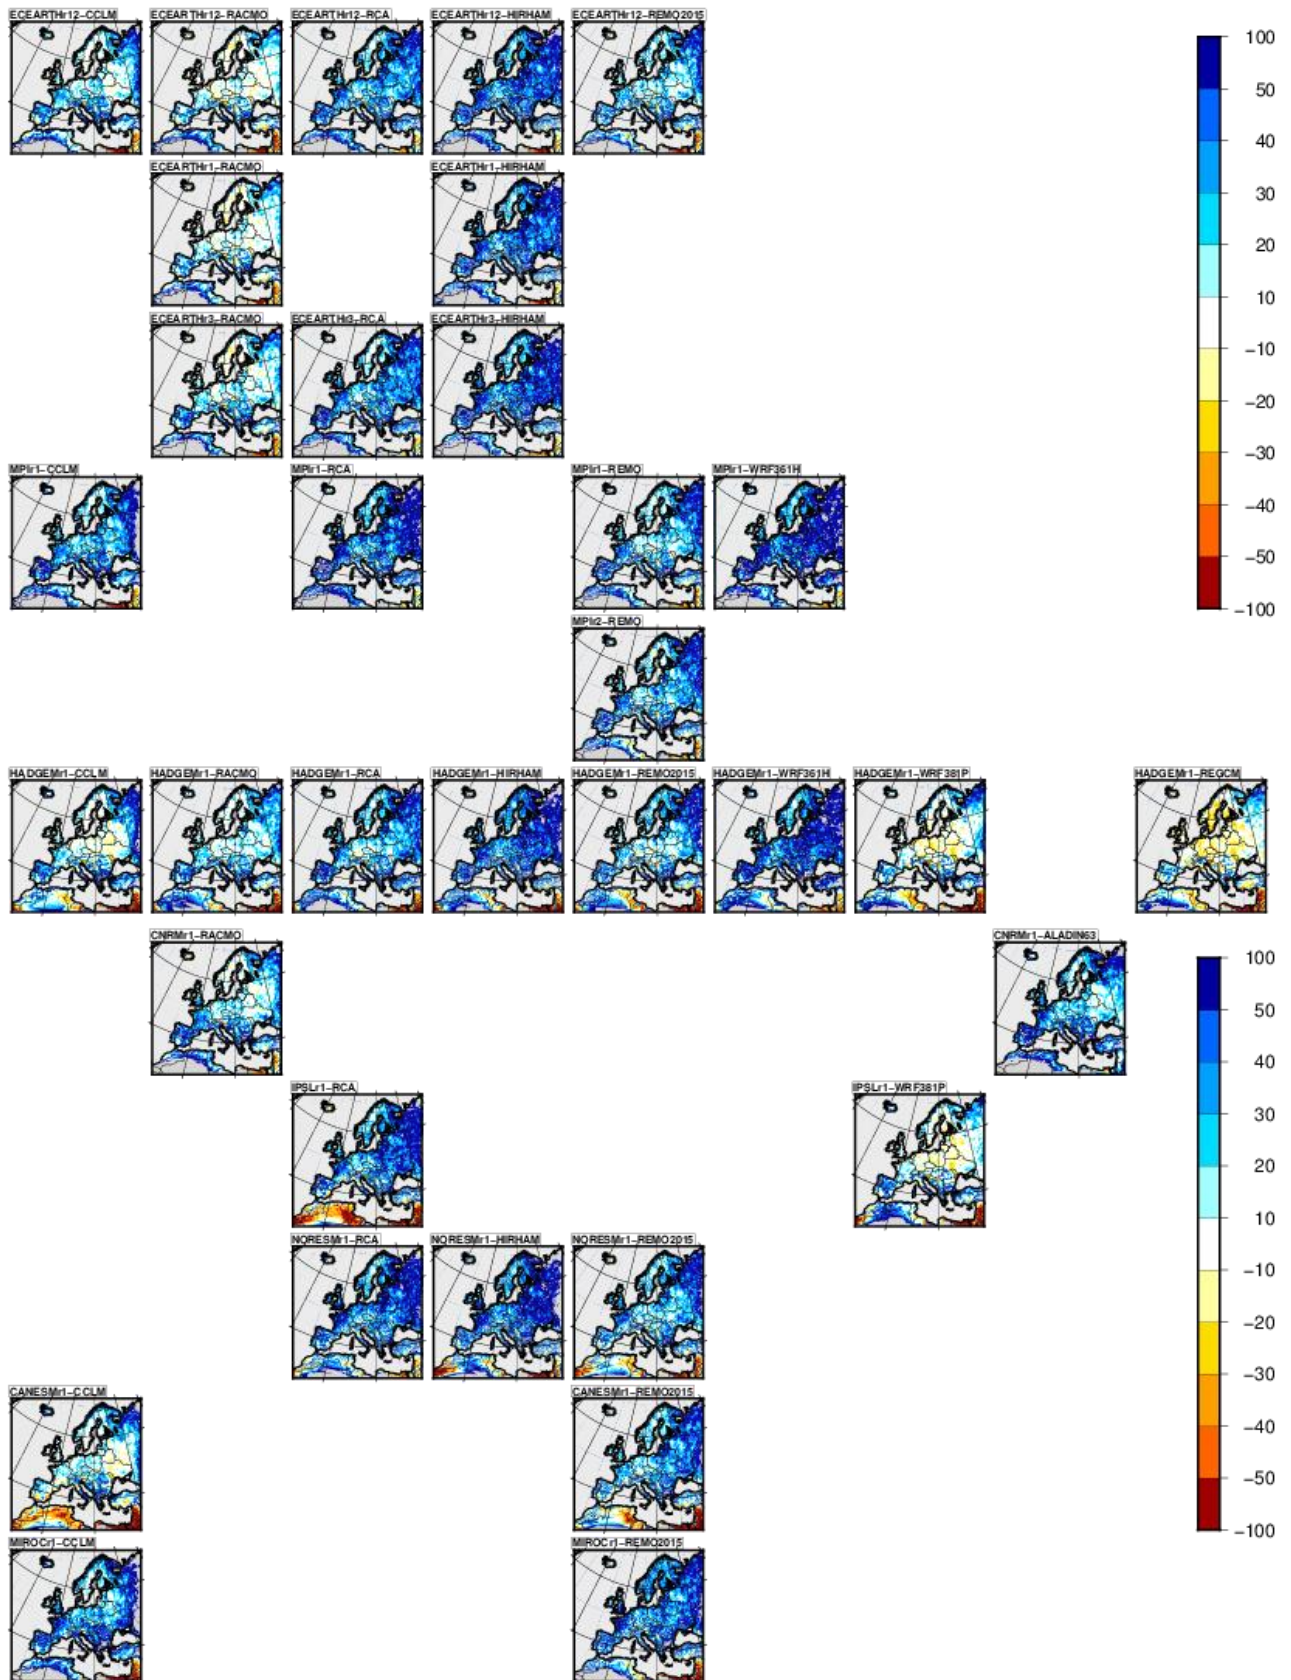 ECEARTHr12-CCLM ECEARTHr12-RACMO ECEARTHr12-RCA ECEARTHr12-HIRHAM ECEARTHr12-REMO2015
ECEARTHr1-RACMO ECEARTHr1-HIRHAM
ECEARTHr3-RACMO ECEARTHr3-RCA ECEARTHr3-HIRHAM
MPIr1-CCLM MPIr1-RCA MPIr1-REMO MPIr1-WRF361H
MPIr2-REMO
HADGEMr1-CCLM HADGEMr1-RACMO HADGEMr1-RCA HADGEMr1-HIRHAM HADGEMr1-REMO2015 HADGEMr1-WRF361H HADGEMr1-WRF381P HADGEMr1-REGCM
CNRMr1-RACMO CNRMr1-ALADIN63
IPSLr1-RCA IPSLr1-WRF381P
NORESMr1-RCA NORESMr1-HIRHAM NORESMr1-REMO2015
CANESMr1-CCLM CANESMr1-REMO2015
MIROCr1-CCLM MIROCr1-REMO2015
100
50
40
30
20
10
-10
-20
-30
-40
-50
-100
100
50
40
30
20
10
-10
-20
-30
-40
-50
-100